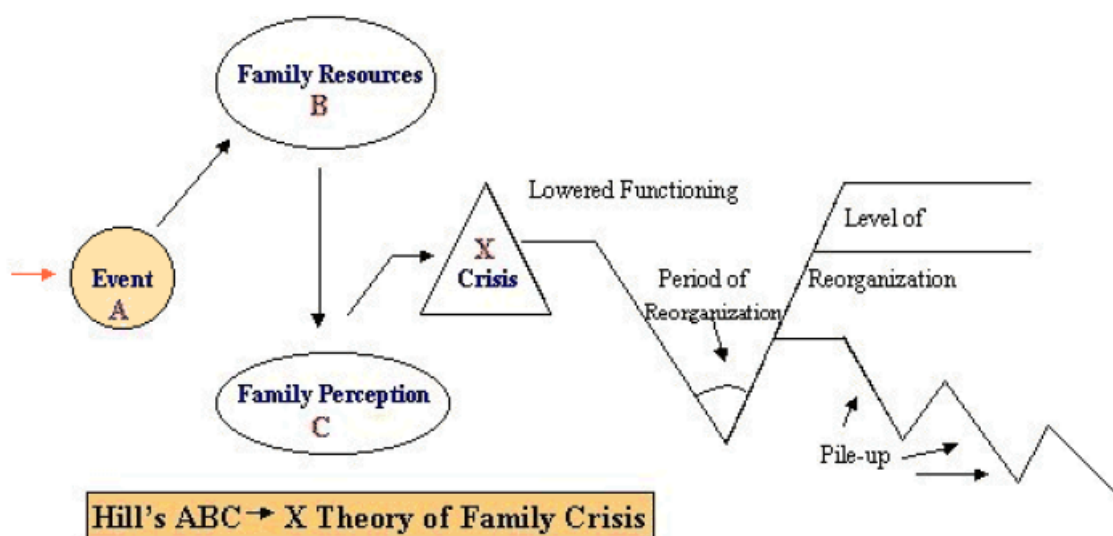 Family Resources
B
Event
A
Family Perception
C
X
Crisis
Lowered Functioning
Period of
Reorganization
Level of
Reorganization
Pile-up
Hill's ABC → X Theory of Family Crisis